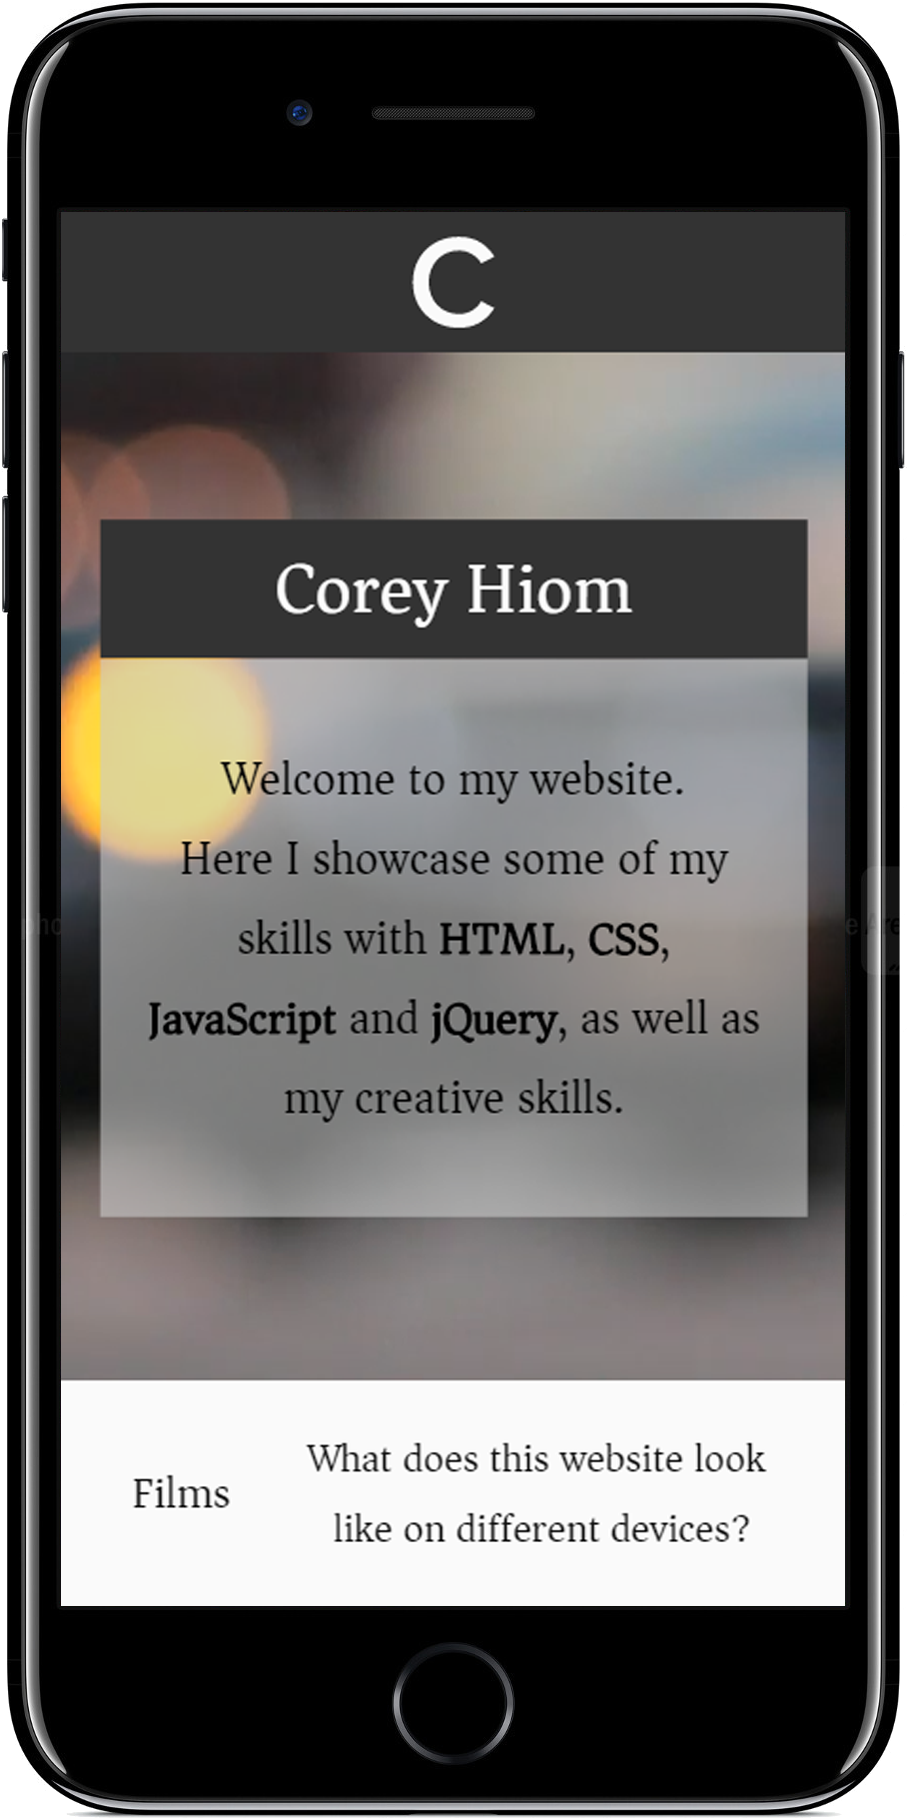 C
Corey Hiom
Welcome to my website.
Here I showcase some of my
skills with HTML, CSS,
JavaScript and jQuery, as well as
my creative skills.
Films
What does this website look
like on different devices?